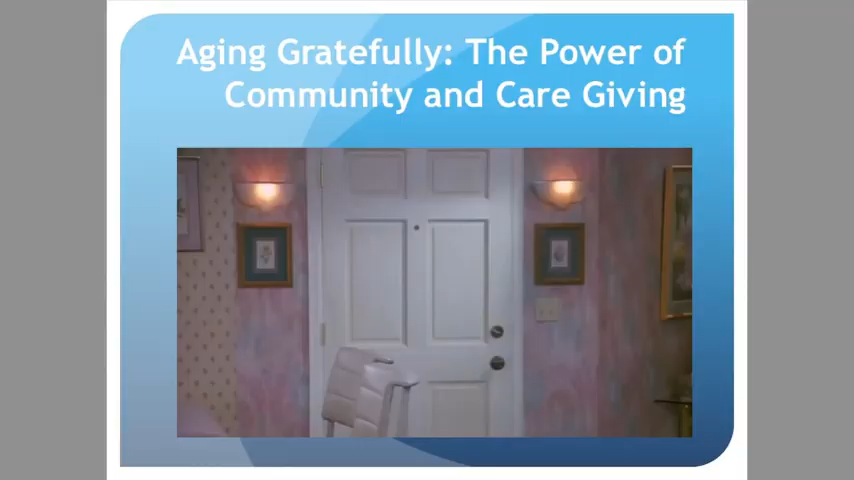 Aging Gratefully: The Power of
Community and Care Giving